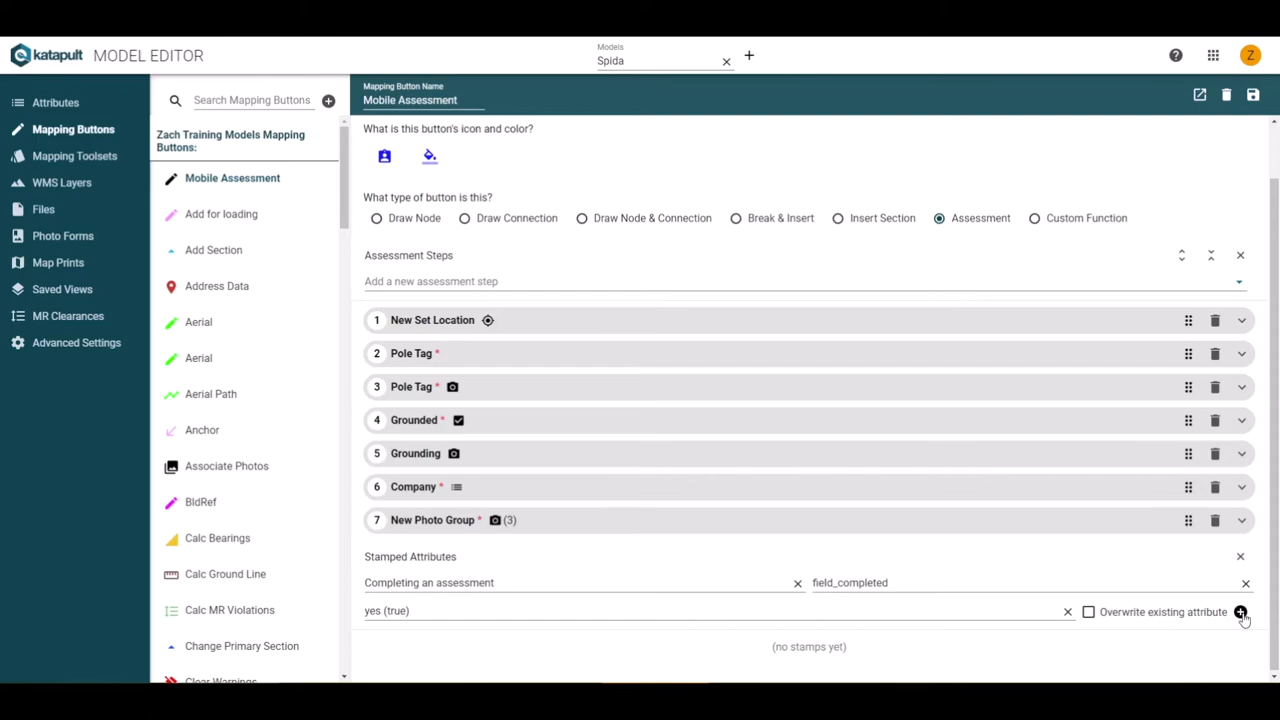 katapult MODEL EDITOR
Models
Spida
Z
Attributes
Mapping Buttons
Mapping Toolsets
WMS Layers
Files
Photo Forms
Map Prints
Saved Views
MR Clearances
Advanced Settings
Search Mapping Buttons
Zach Training Models Mapping
Buttons:
Mobile Assessment
Add for loading
Add Section
Address Data
Aerial
Aerial
Aerial Path
Anchor
Associate Photos
BldRef
Calc Bearings
Calc Ground Line
Calc MR Violations
Change Primary Section
Clear Warnings
Mapping Button Name
Mobile Assessment
What is this button's icon and color?
What type of button is this?
Draw Node Draw Connection Draw Node & Connection Break & Insert Insert Section Assessment Custom Function
Assessment Steps
Add a new assessment step
1 New Set Location
2 Pole Tag *
3 Pole Tag *
4 Grounded *
5 Grounding
6 Company *
7 New Photo Group * (3)
Stamped Attributes
Completing an assessment field_completed
yes (true) Overwrite existing attribute
(no stamps yet)